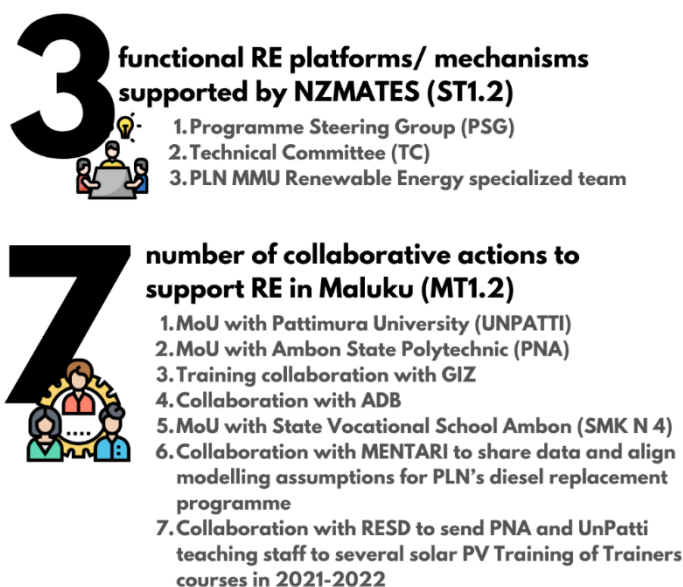 3
functional RE platforms/ mechanisms
supported by NZMATES (ST1.2)
1. Programme Steering Group (PSG)
2. Technical Committee (TC)
3. PLN MMU Renewable Energy specialized team
7
number of collaborative actions to
support RE in Maluku (MT1.2)
1. MoU with Pattimura University (UNPATTI)
2. MoU with Ambon State Polytechnic (PNA)
3. Training collaboration with GIZ
4. Collaboration with ADB
5. MoU with State Vocational School Ambon (SMK N 4)
6. Collaboration with MENTARI to share data and align
modelling assumptions for PLN's diesel replacement
programme
7. Collaboration with RESD to send PNA and UnPatti
teaching staff to several solar PV Training of Trainers
courses in 2021-2022